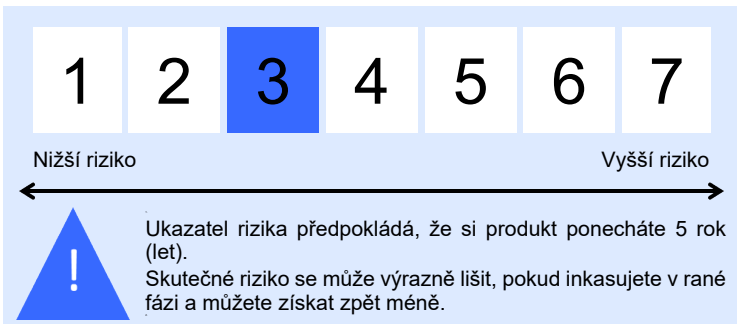 1 2 3 4 5 6 7
Nižší riziko Vyšší riziko
!
Ukazatel rizika předpokládá, že si produkt ponecháte 5 rok
(let).
Skutečné riziko se může výrazně lišit, pokud inkasujete v rané
fázi a můžete získat zpět méně.